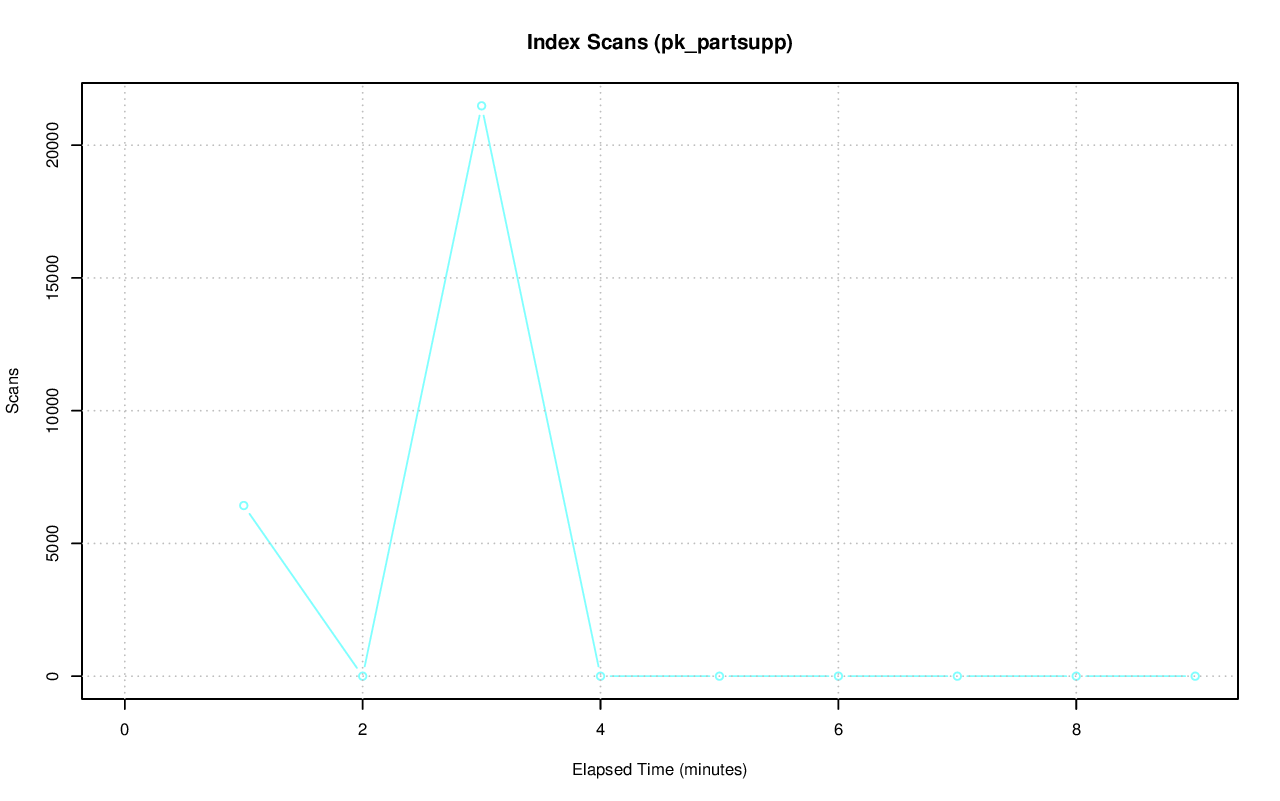 Index Scans (pk_partsupp)
Scans
20000
15000
10000
5000
0
0 2 4 6 8
Elapsed Time (minutes)